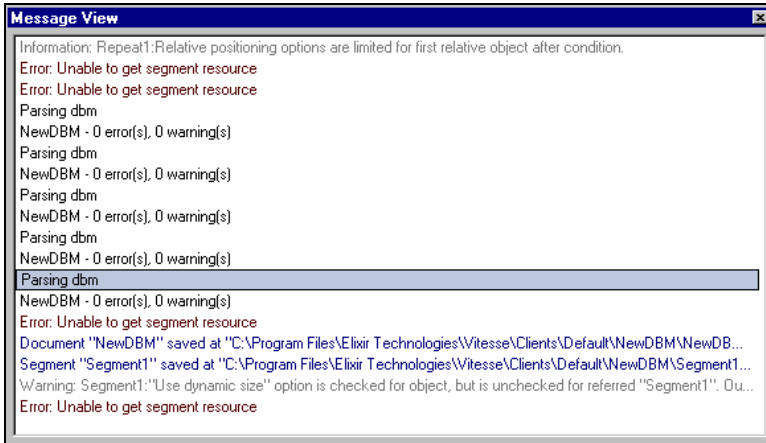 Message View
Information: Repeat1:Relative positioning options are limited for first relative object after condition.
Error: Unable to get segment resource
Error: Unable to get segment resource
Parsing dbm
NewDBM - 0 error(s), 0 warning(s)
Parsing dbm
NewDBM - 0 error(s), 0 warning(s)
Parsing dbm
NewDBM - 0 error(s), 0 warning(s)
Parsing dbm
NewDBM - 0 error(s), 0 warning(s)
Parsing dbm
NewDBM - 0 error(s), 0 warning(s)
Error: Unable to get segment resource
Document "NewDBM" saved at "C:\Program Files\Elixir Technologies\Vitesse\Clients\Default\NewDBM\NewDB...
Segment "Segment1" saved at "C:\Program Files\Elixir Technologies\Vitesse\Clients\Default\NewDBM\Segment1...
Warning: Segment1:"Use dynamic size" option is checked for object, but is unchecked for referred "Segment1". Ou...
Error: Unable to get segment resource